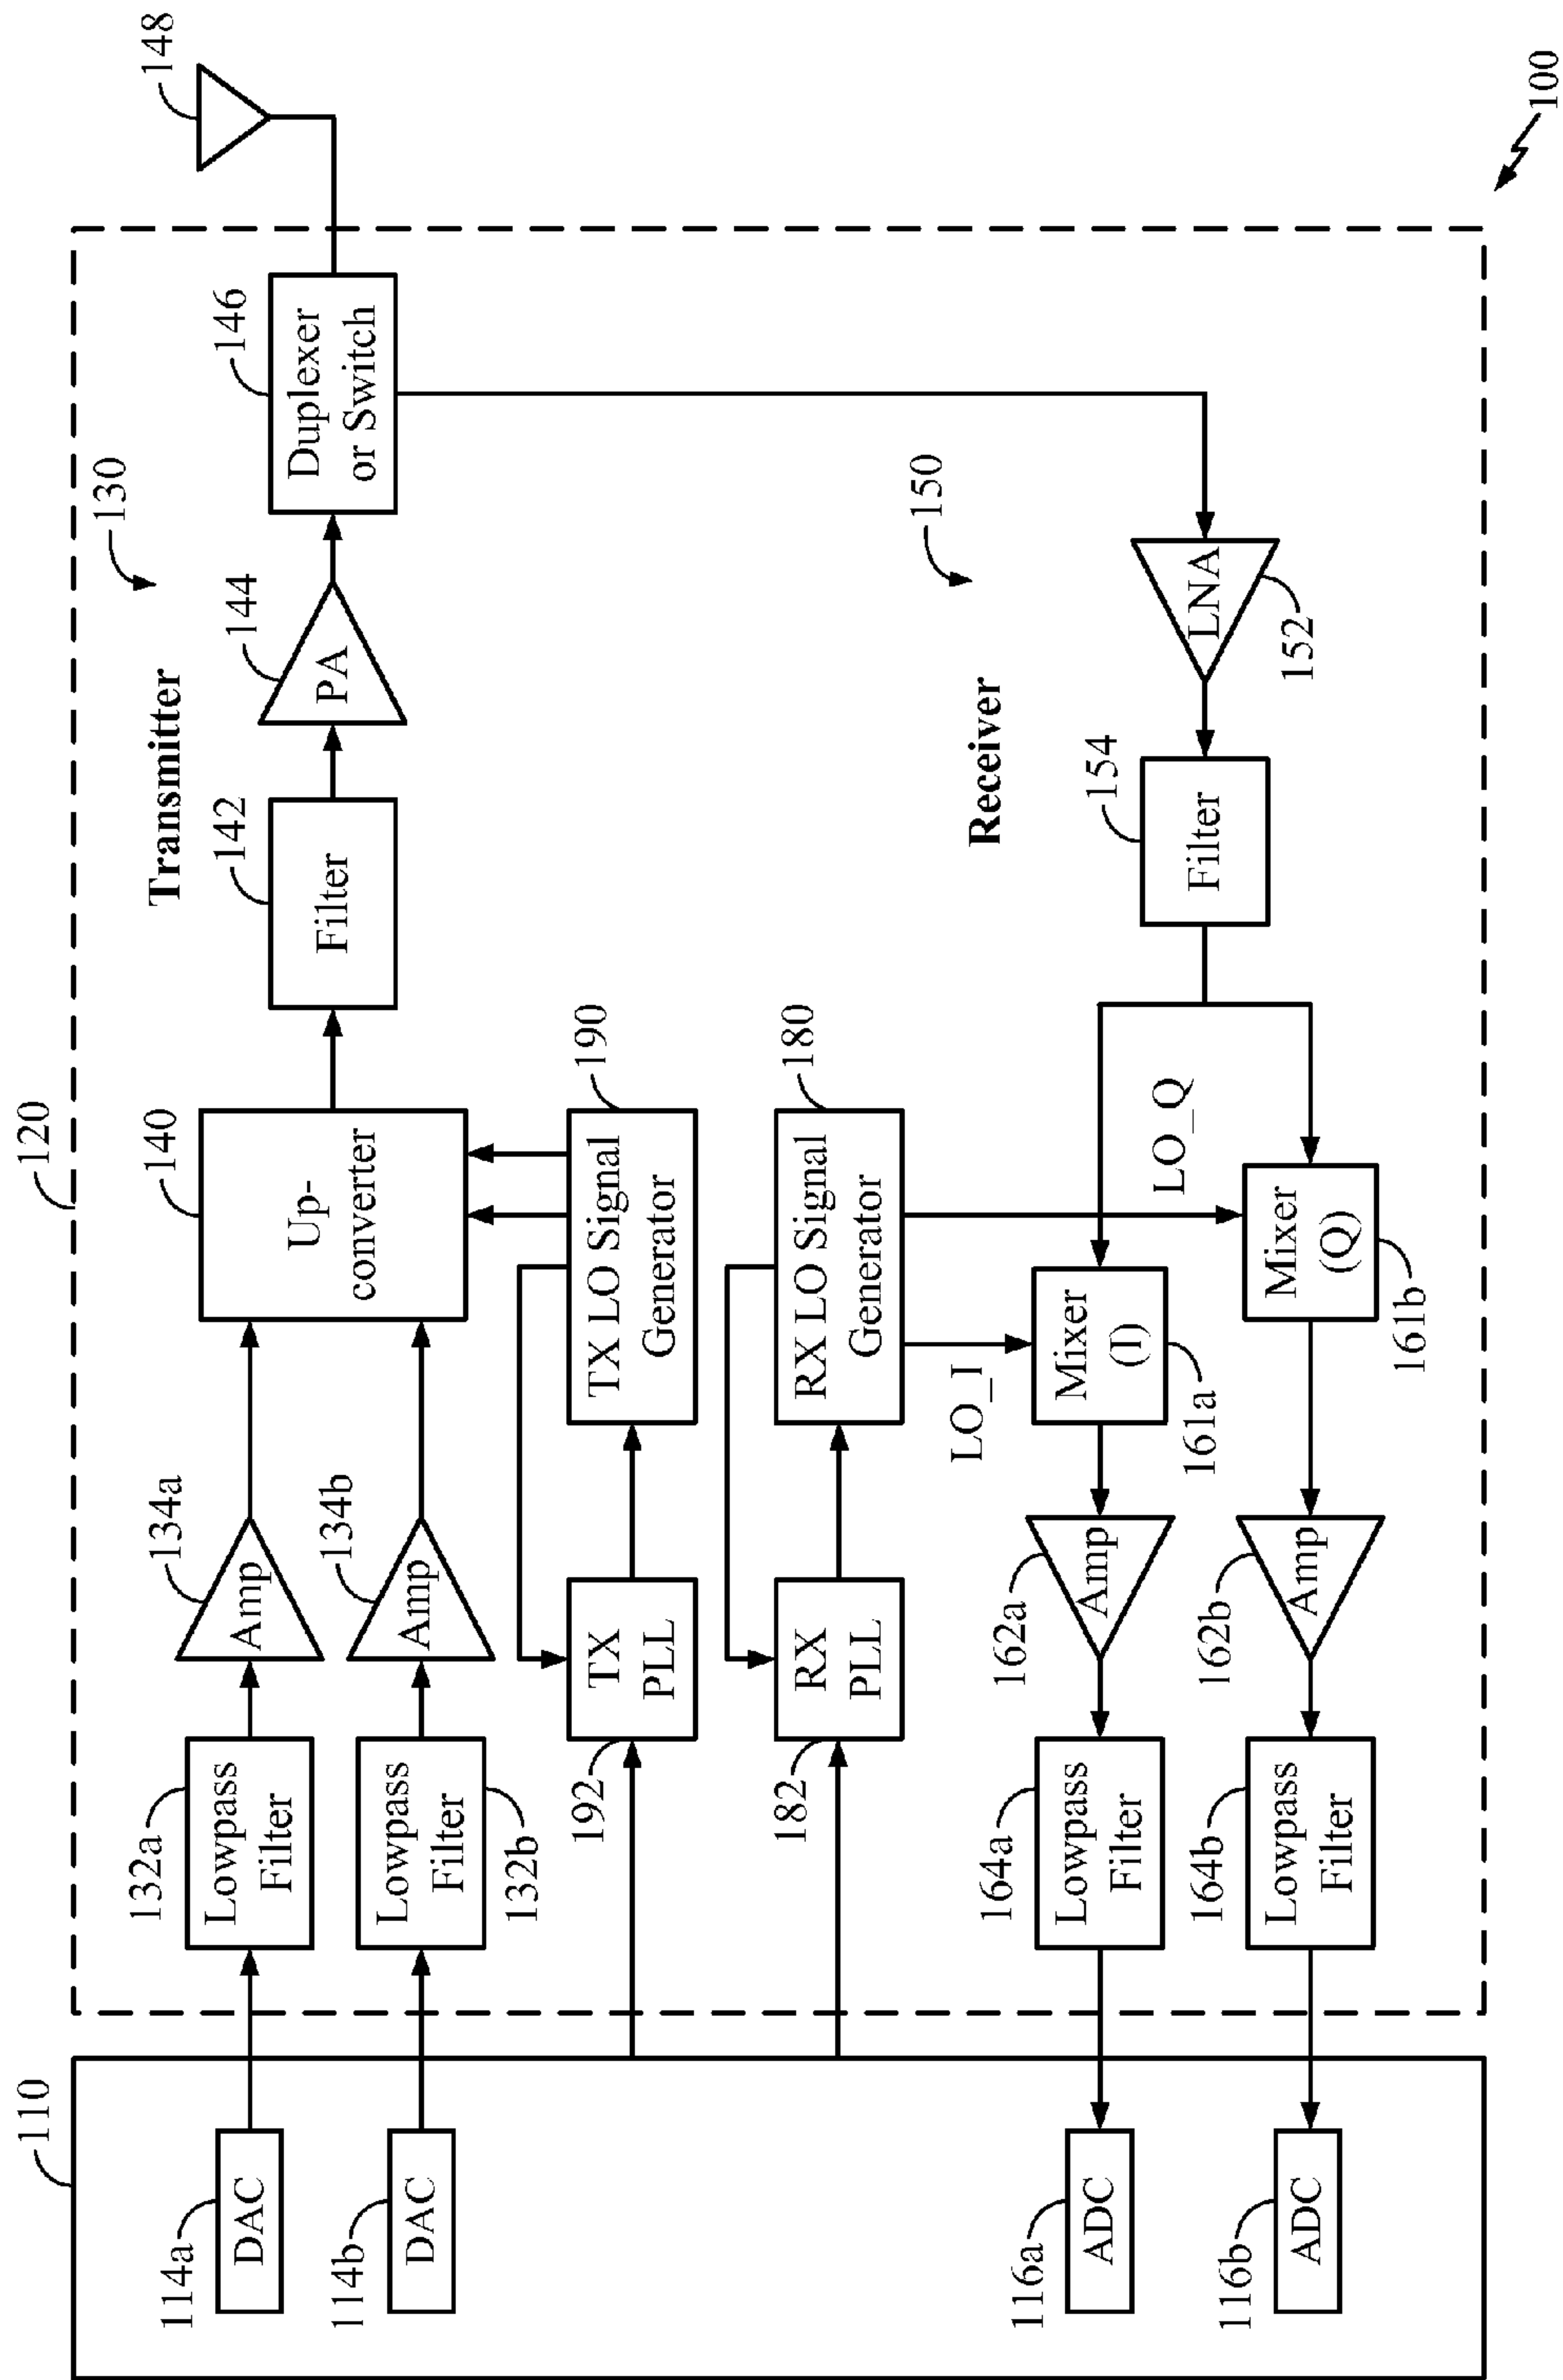 120
110
114a
DAC
114b
DAC
116a
ADC
116b
ADC
132a
Lowpass
Filter
Lowpass
Filter
132b
134a
Amp
134b
Amp
140
Up-
converter
142
Filter
Transmitter
130
144
PA
146
Duplexer
or Switch
148
192
TX
PLL
190
TX LO Signal
Generator
182
RX
PLL
180
RX LO Signal
Generator
LO_I
LO_Q
Receiver
150
LNA
152
154
Filter
Mixer
(I)
161a
Mixer
(Q)
161b
162a
Amp
162b
Amp
164a
Lowpass
Filter
164b
Lowpass
Filter
100